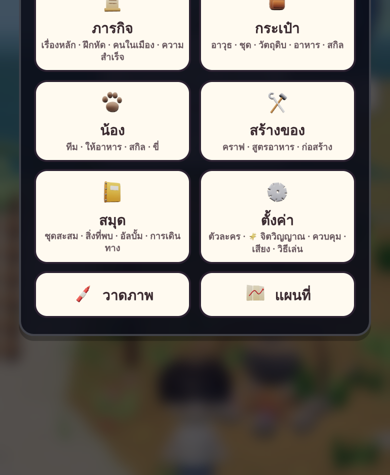 ภารกิจ
เรื่องหลัก · ฝึกหัด · คนในเมือง · ความ
สำเร็จ
กระเป๋า
อาวุธ · ชุด · วัตถุดิบ · อาหาร · สกิล
น้อง
ทีม · ให้อาหาร · สกิล · ขี่
สร้างของ
คราฟ · สูตรอาหาร · ก่อสร้าง
สมุด
ชุดสะสม · สิ่งที่พบ · อัลบั้ม · การเดิน
ทาง
ตั้งค่า
ตัวละคร · จิตวิญญาณ · ควบคุม ·
เสียง · วิธีเล่น
วาดภาพ
แผนที่